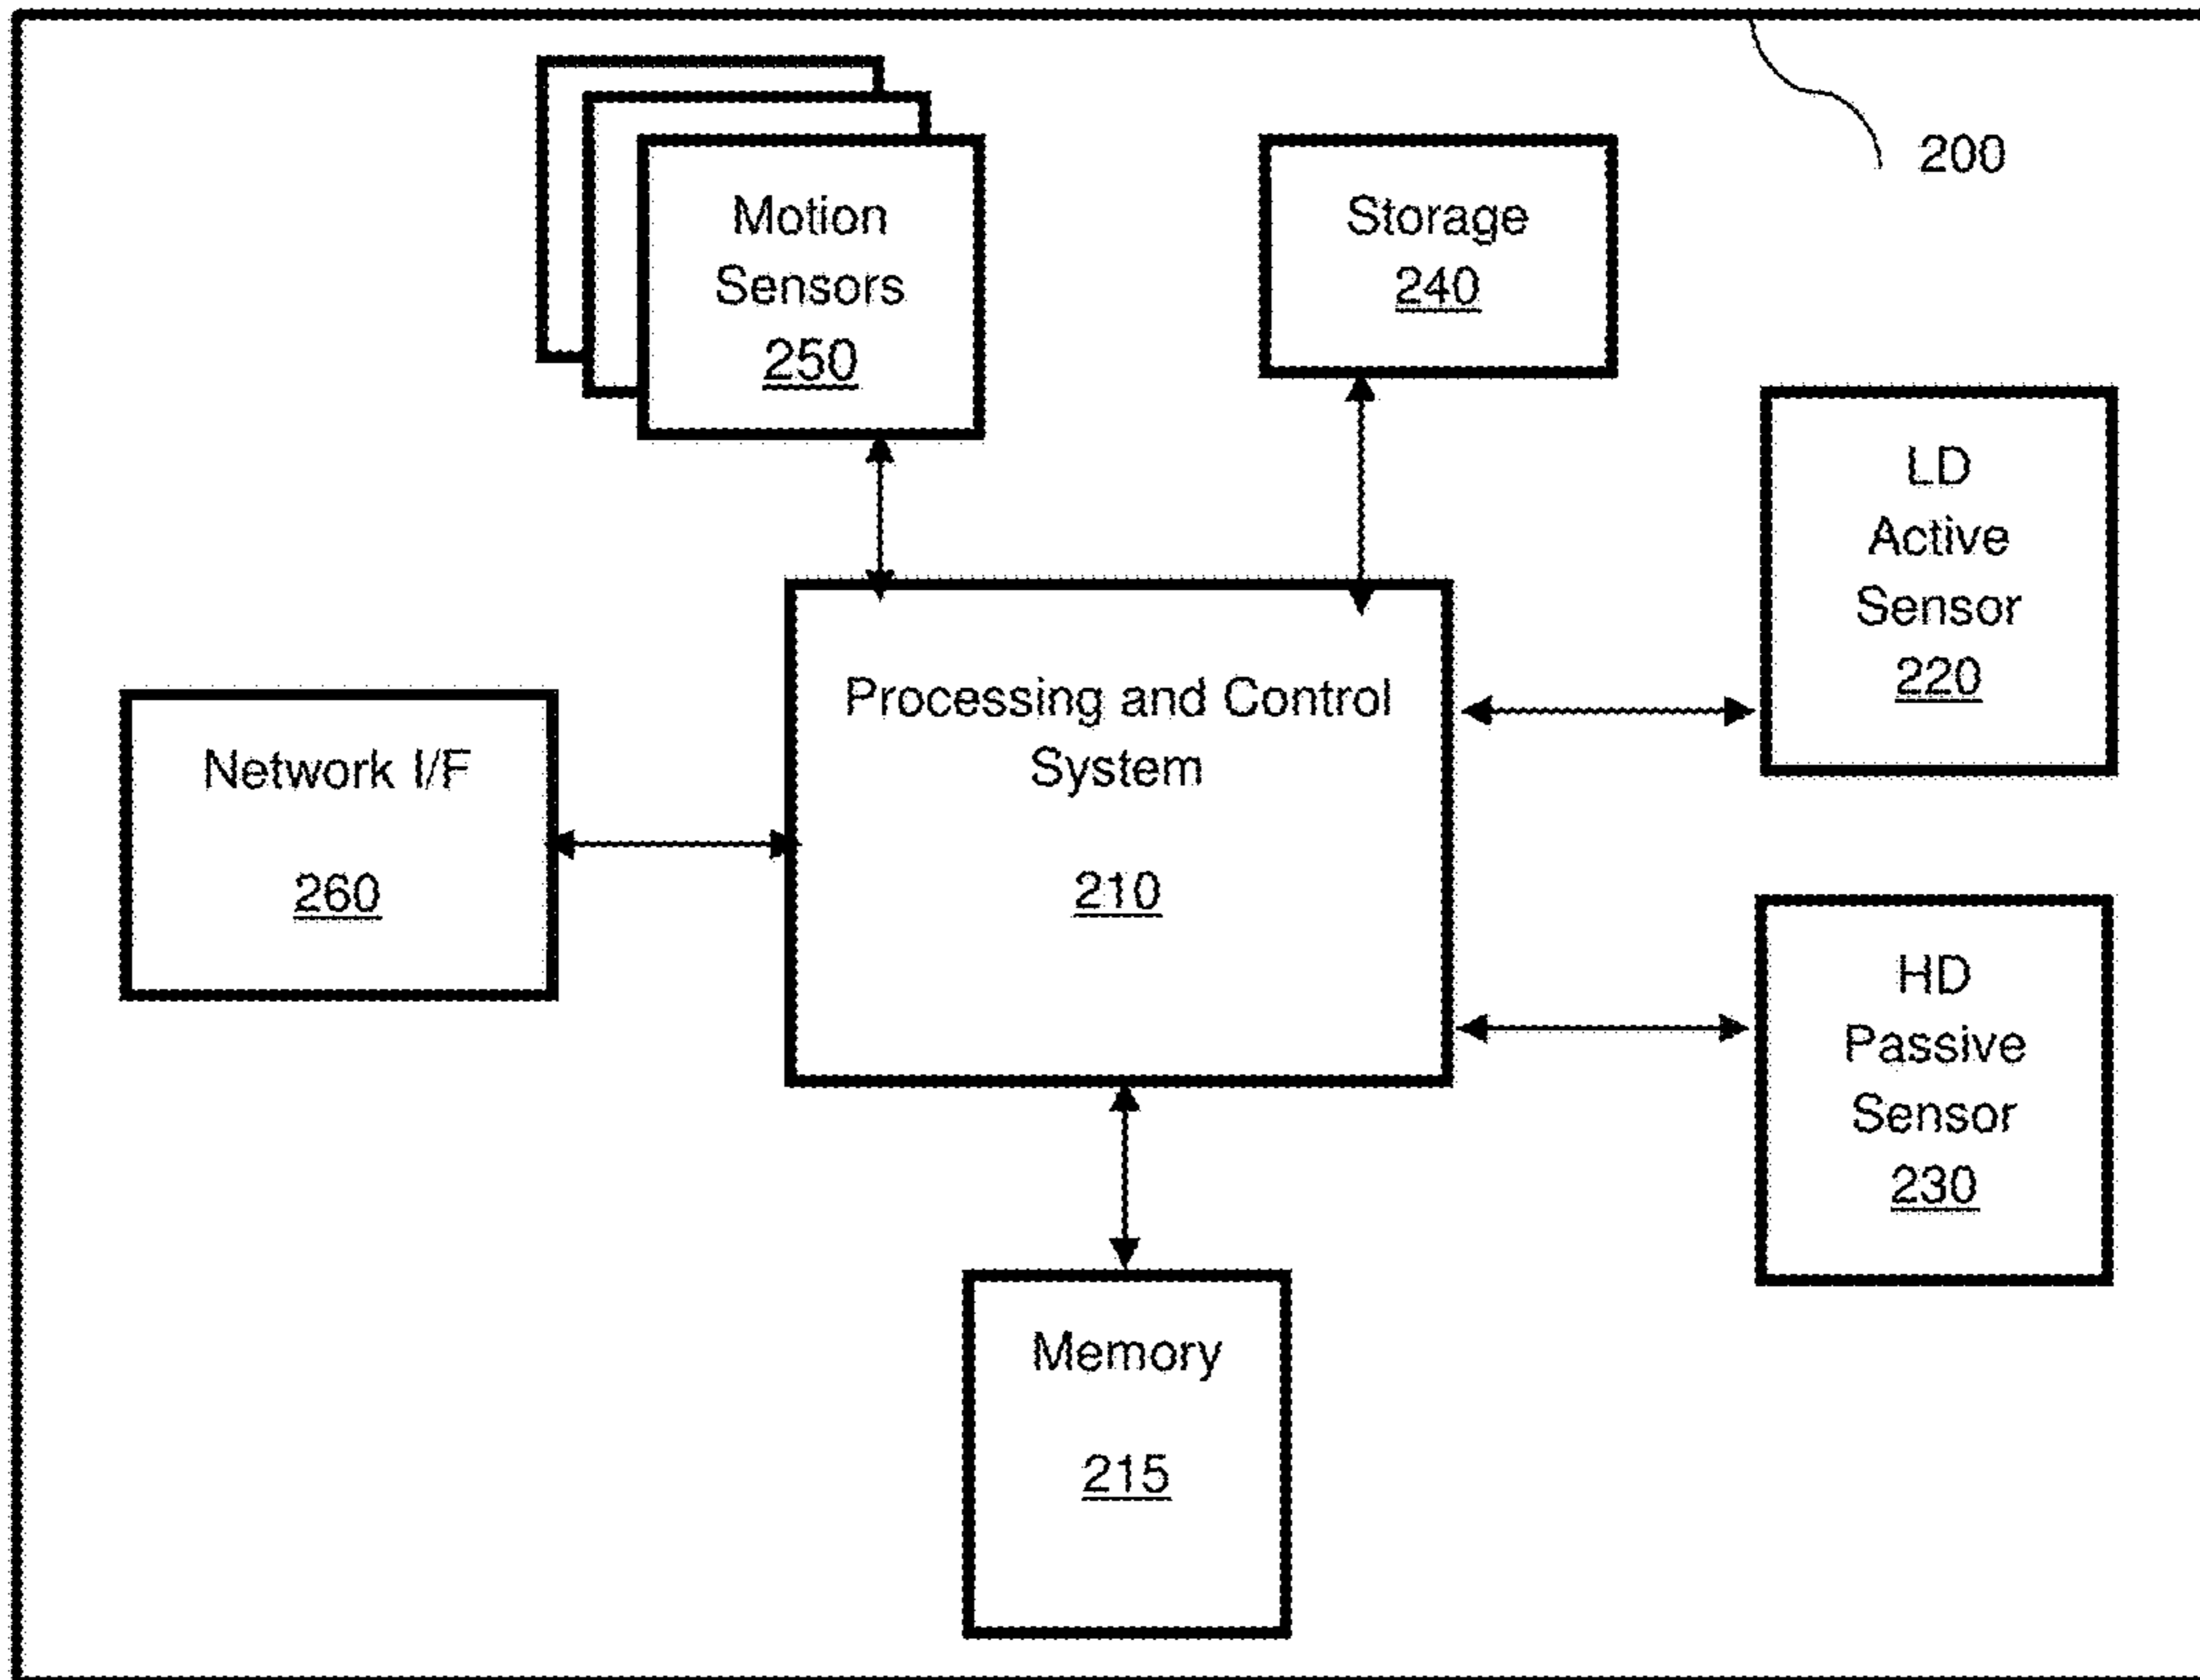 200
Motion
Sensors
250
Storage
240
LD
Active
Sensor
220
Processing and Control
System
210
Network I/F
260
HD
Passive
Sensor
230
Memory
215